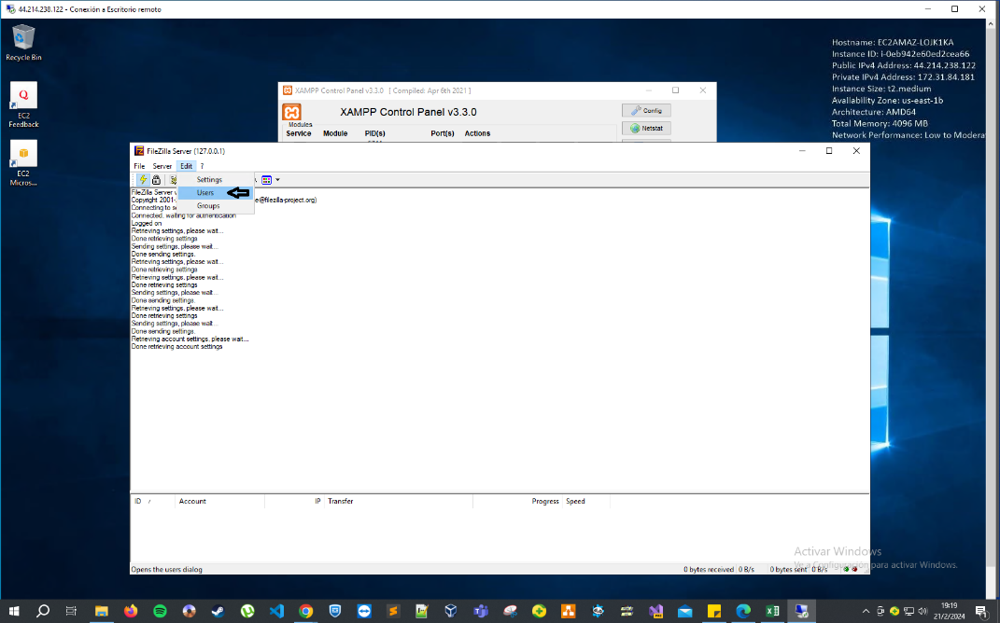 44.214.238.122 - Conexión a Escritorio remoto
Recycle Bin
EC2
Feedback
EC2
Micros...
Hostname: EC2AMAZ-LOJK1KA
Instance ID: i-0eb942e60ed2cea66
Public IPv4 Address: 44.214.238.122
Private IPv4 Address: 172.31.84.181
Instance Size: t2.medium
Availability Zone: us-east-1b
Architecture: AMD64
Total Memory: 4096 MB
Network Performance: Low to Modera
XAMPP Control Panel v3.3.0 [ Compiled: Apr 6th 2021 ]
XAMPP Control Panel v3.3.0
Config
Netstat
Modules
Service Module PID(s) Port(s) Actions
FileZilla Server (127.0.0.1)
File Server Edit ?
Settings
Users
Groups
FileZilla Server
Copyright 2001- e@filezilla-project.org)
Connecting to se
Connected, waiting for authentication
Logged on
Retrieving settings, please wait...
Done retrieving settings
Sending settings, please wait...
Done sending settings.
Retrieving settings, please wait...
Done retrieving settings
Retrieving settings, please wait...
Done retrieving settings
Sending settings, please wait...
Done sending settings.
Retrieving settings, please wait...
Done retrieving settings
Sending settings, please wait...
Done sending settings.
Retrieving account settings, please wait...
Done retrieving account settings
ID / Account IP Transfer Progress Speed
Activar Windows
Ve a Configuración para activar Windows.
Opens the users dialog 0 bytes received 0 B/s 0 bytes sent 0 B/s
19:19
21/2/2024